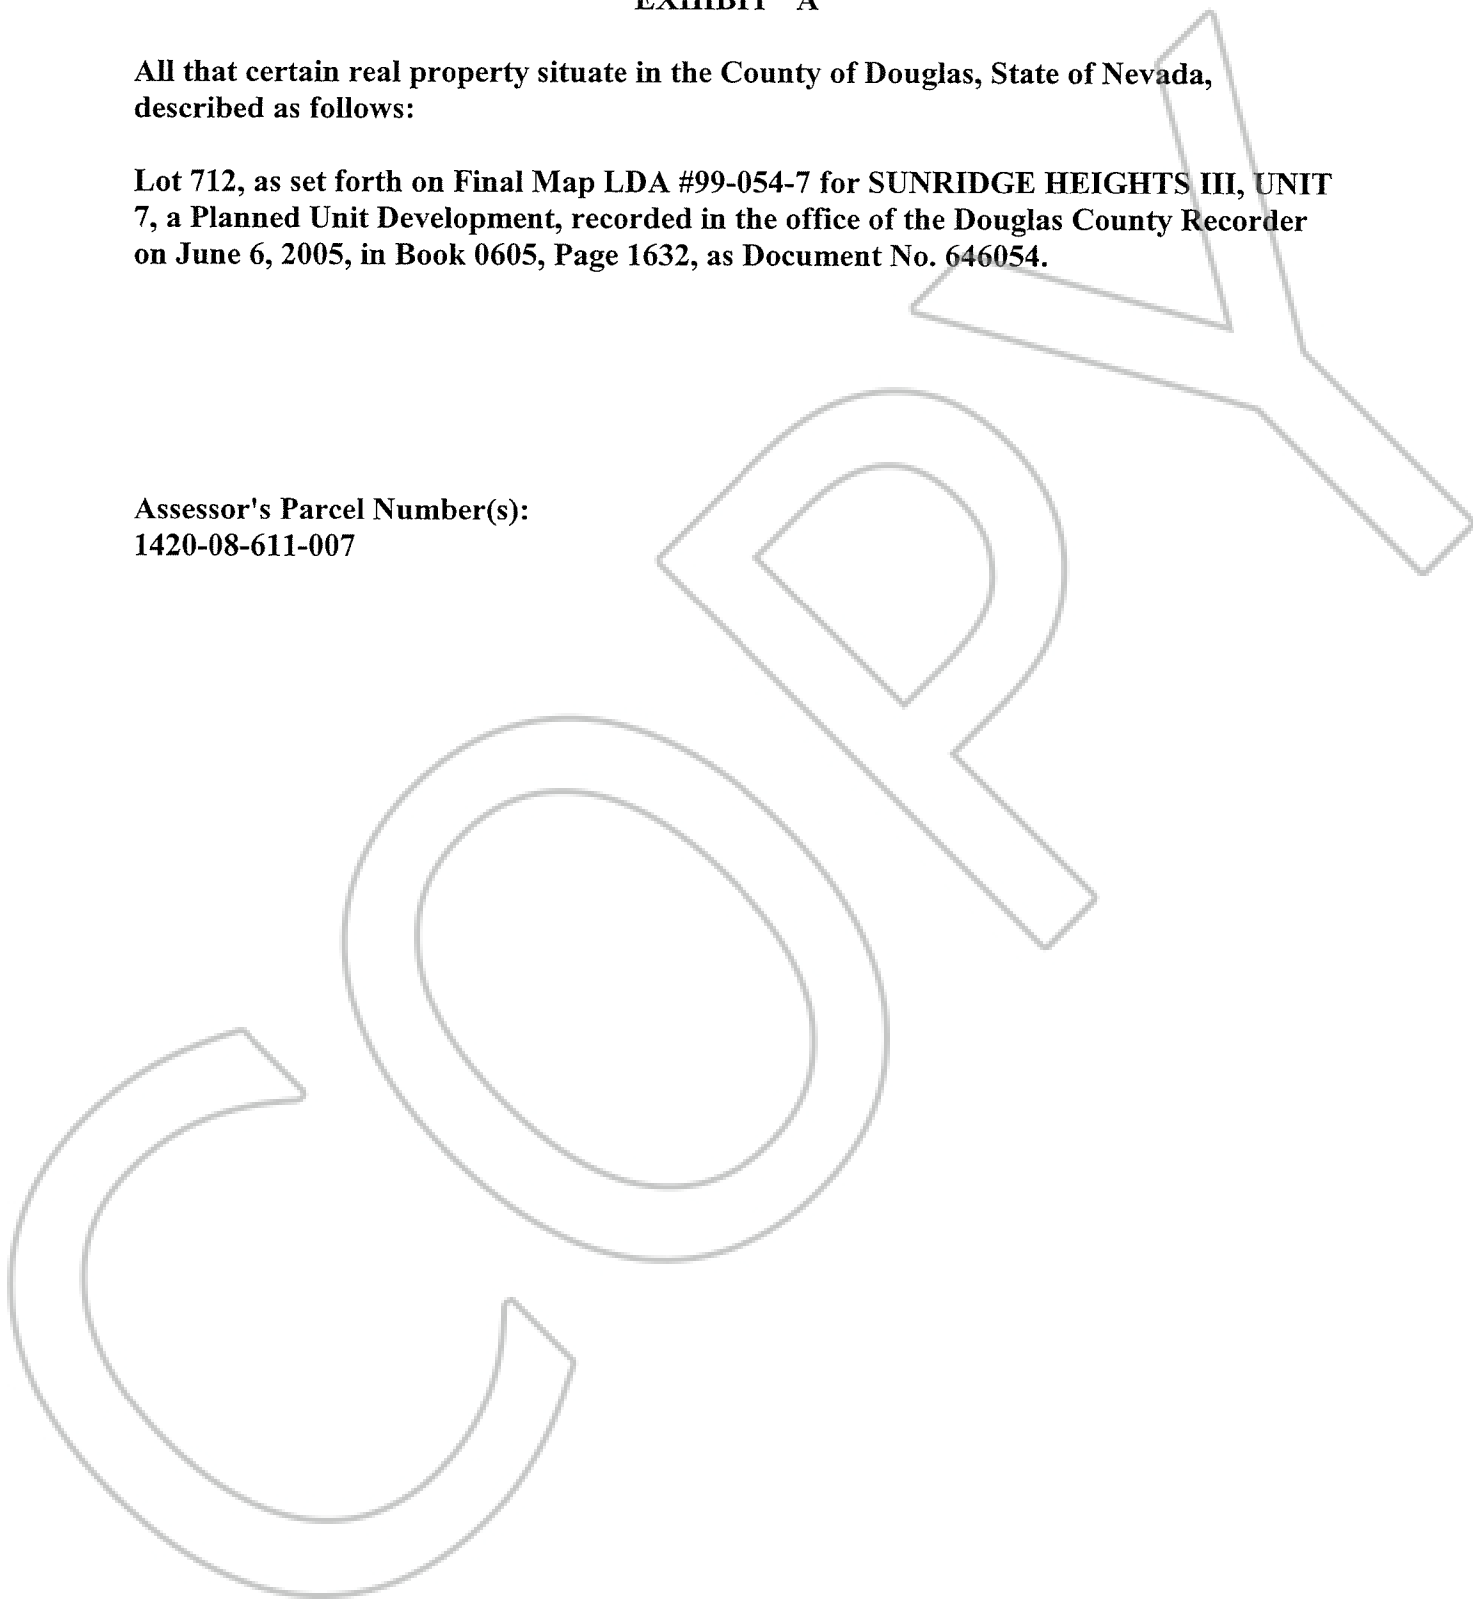 EXHIBIT A
All that certain real property situate in the County of Douglas, State of Nevada,
described as follows:
Lot 712, as set forth on Final Map LDA #99-054-7 for SUNRIDGE HEIGHTS III, UNIT
7, a Planned Unit Development, recorded in the office of the Douglas County Recorder
on June 6, 2005, in Book 0605, Page 1632, as Document No. 646054.
Assessor's Parcel Number(s):
1420-08-611-007
COPY